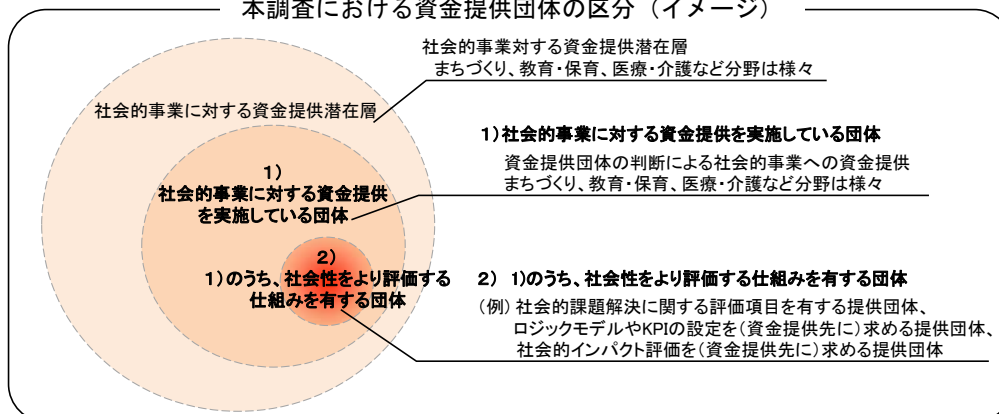 本調査における資金提供団体の区分（イメージ）
社会的事業対する資金提供潜在層
まちづくり、教育・保育、医療・介護など分野は様々
社会的事業に対する資金提供潜在層
1）
社会的事業に対する資金提供
を実施している団体
2）
1）のうち、社会性をより評価する
仕組みを有する団体
1）社会的事業に対する資金提供を実施している団体
資金提供団体の判断による社会的事業への資金提供
まちづくり、教育・保育、医療・介護など分野は様々
2） 1)のうち、社会性をより評価する仕組みを有する団体
（例）社会的課題解決に関する評価項目を有する提供団体、
ロジックモデルやKPIの設定を(資金提供先に)求める提供団体、
社会的インパクト評価を(資金提供先に)求める提供団体